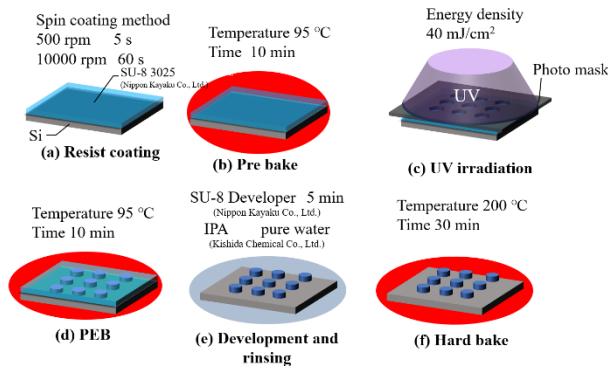 Spin coating method
500 rpm 5 s
10000 rpm 60 s
SU-8 3025
(Nippon Kayaku Co., Ltd.)
Si
(a) Resist coating
Temperature 95 ℃
Time 10 min
(b) Pre bake
Energy density
40 mJ/cm²
Photo mask
UV
(c) UV irradiation
Temperature 95 ℃
Time 10 min
(d) PEB
SU-8 Developer 5 min
(Nippon Kayaku Co., Ltd.)
IPA pure water
(Kishida Chemical Co., Ltd.)
(e) Development and
rinsing
Temperature 200 ℃
Time 30 min
(f) Hard bake